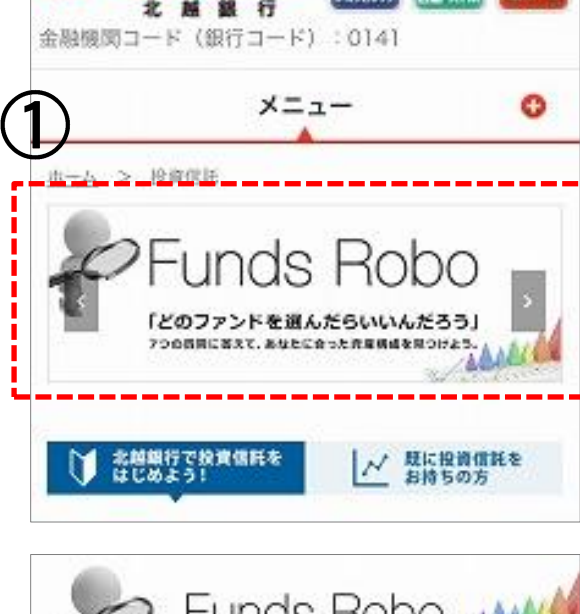 北越銀行
金融機関コード（銀行コード）：0141
メニュー
①
ホーム > 投資信託
Funds Robo
「どのファンドを選んだらいいんだろう」
7つの質問に答えて、あなたに合った資産構成を見つけよう。
北越銀行で投資信託を
はじめよう！
既に投資信託を
お持ちの方
Funds Robo